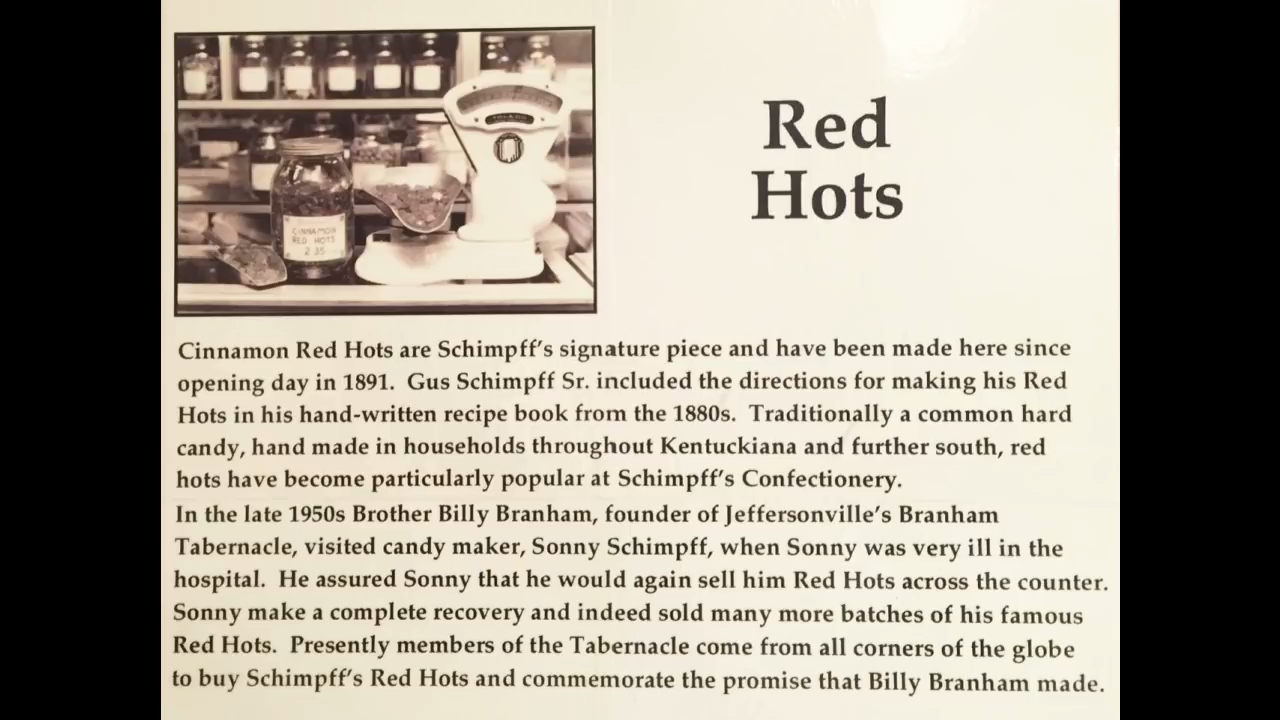 Red
Hots
TOLEDO
CINNAMON
RED HOTS
2 35
Cinnamon Red Hots are Schimpff's signature piece and have been made here since
opening day in 1891. Gus Schimpff Sr. included the directions for making his Red
Hots in his hand-written recipe book from the 1880s. Traditionally a common hard
candy, hand made in households throughout Kentuckiana and further south, red
hots have become particularly popular at Schimpff's Confectionery.
In the late 1950s Brother Billy Branham, founder of Jeffersonville's Branham
Tabernacle, visited candy maker, Sonny Schimpff, when Sonny was very ill in the
hospital. He assured Sonny that he would again sell him Red Hots across the counter.
Sonny make a complete recovery and indeed sold many more batches of his famous
Red Hots. Presently members of the Tabernacle come from all corners of the globe
to buy Schimpff's Red Hots and commemorate the promise that Billy Branham made.